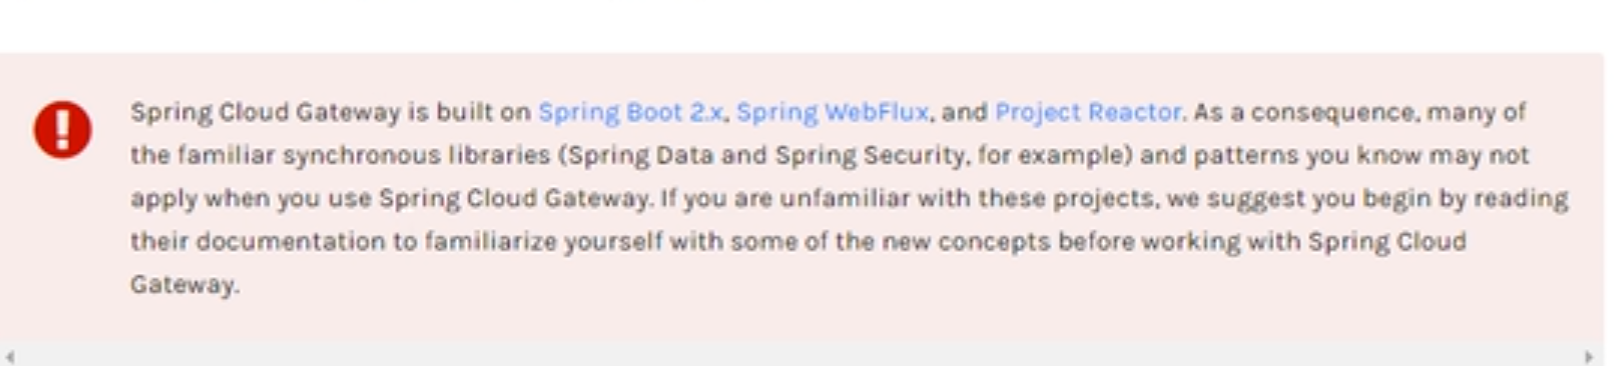 Spring Cloud Gateway is built on Spring Boot 2.x, Spring WebFlux, and Project Reactor. As a consequence, many of
the familiar synchronous libraries (Spring Data and Spring Security, for example) and patterns you know may not
apply when you use Spring Cloud Gateway. If you are unfamiliar with these projects, we suggest you begin by reading
their documentation to familiarize yourself with some of the new concepts before working with Spring Cloud
Gateway.